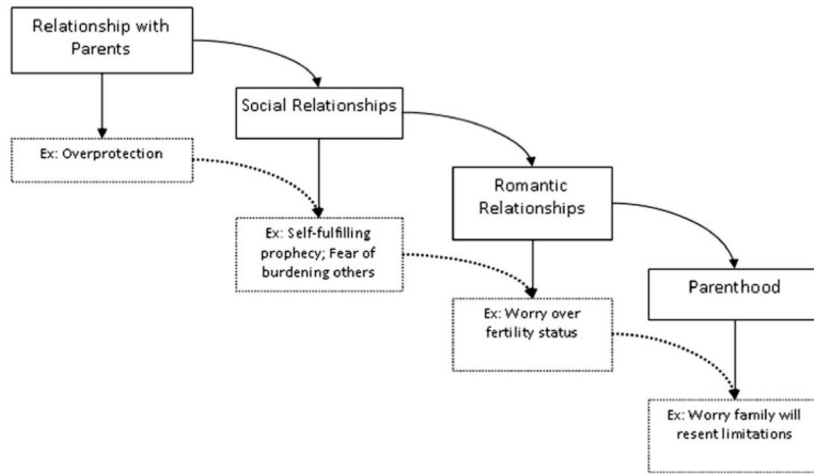 Relationship with
Parents
Social Relationships
Ex: Overprotection
Romantic
Relationships
Ex: Self-fulfilling
prophecy; Fear of
burdening others
Parenthood
Ex: Worry over
fertility status
Ex: Worry family will
resent limitations